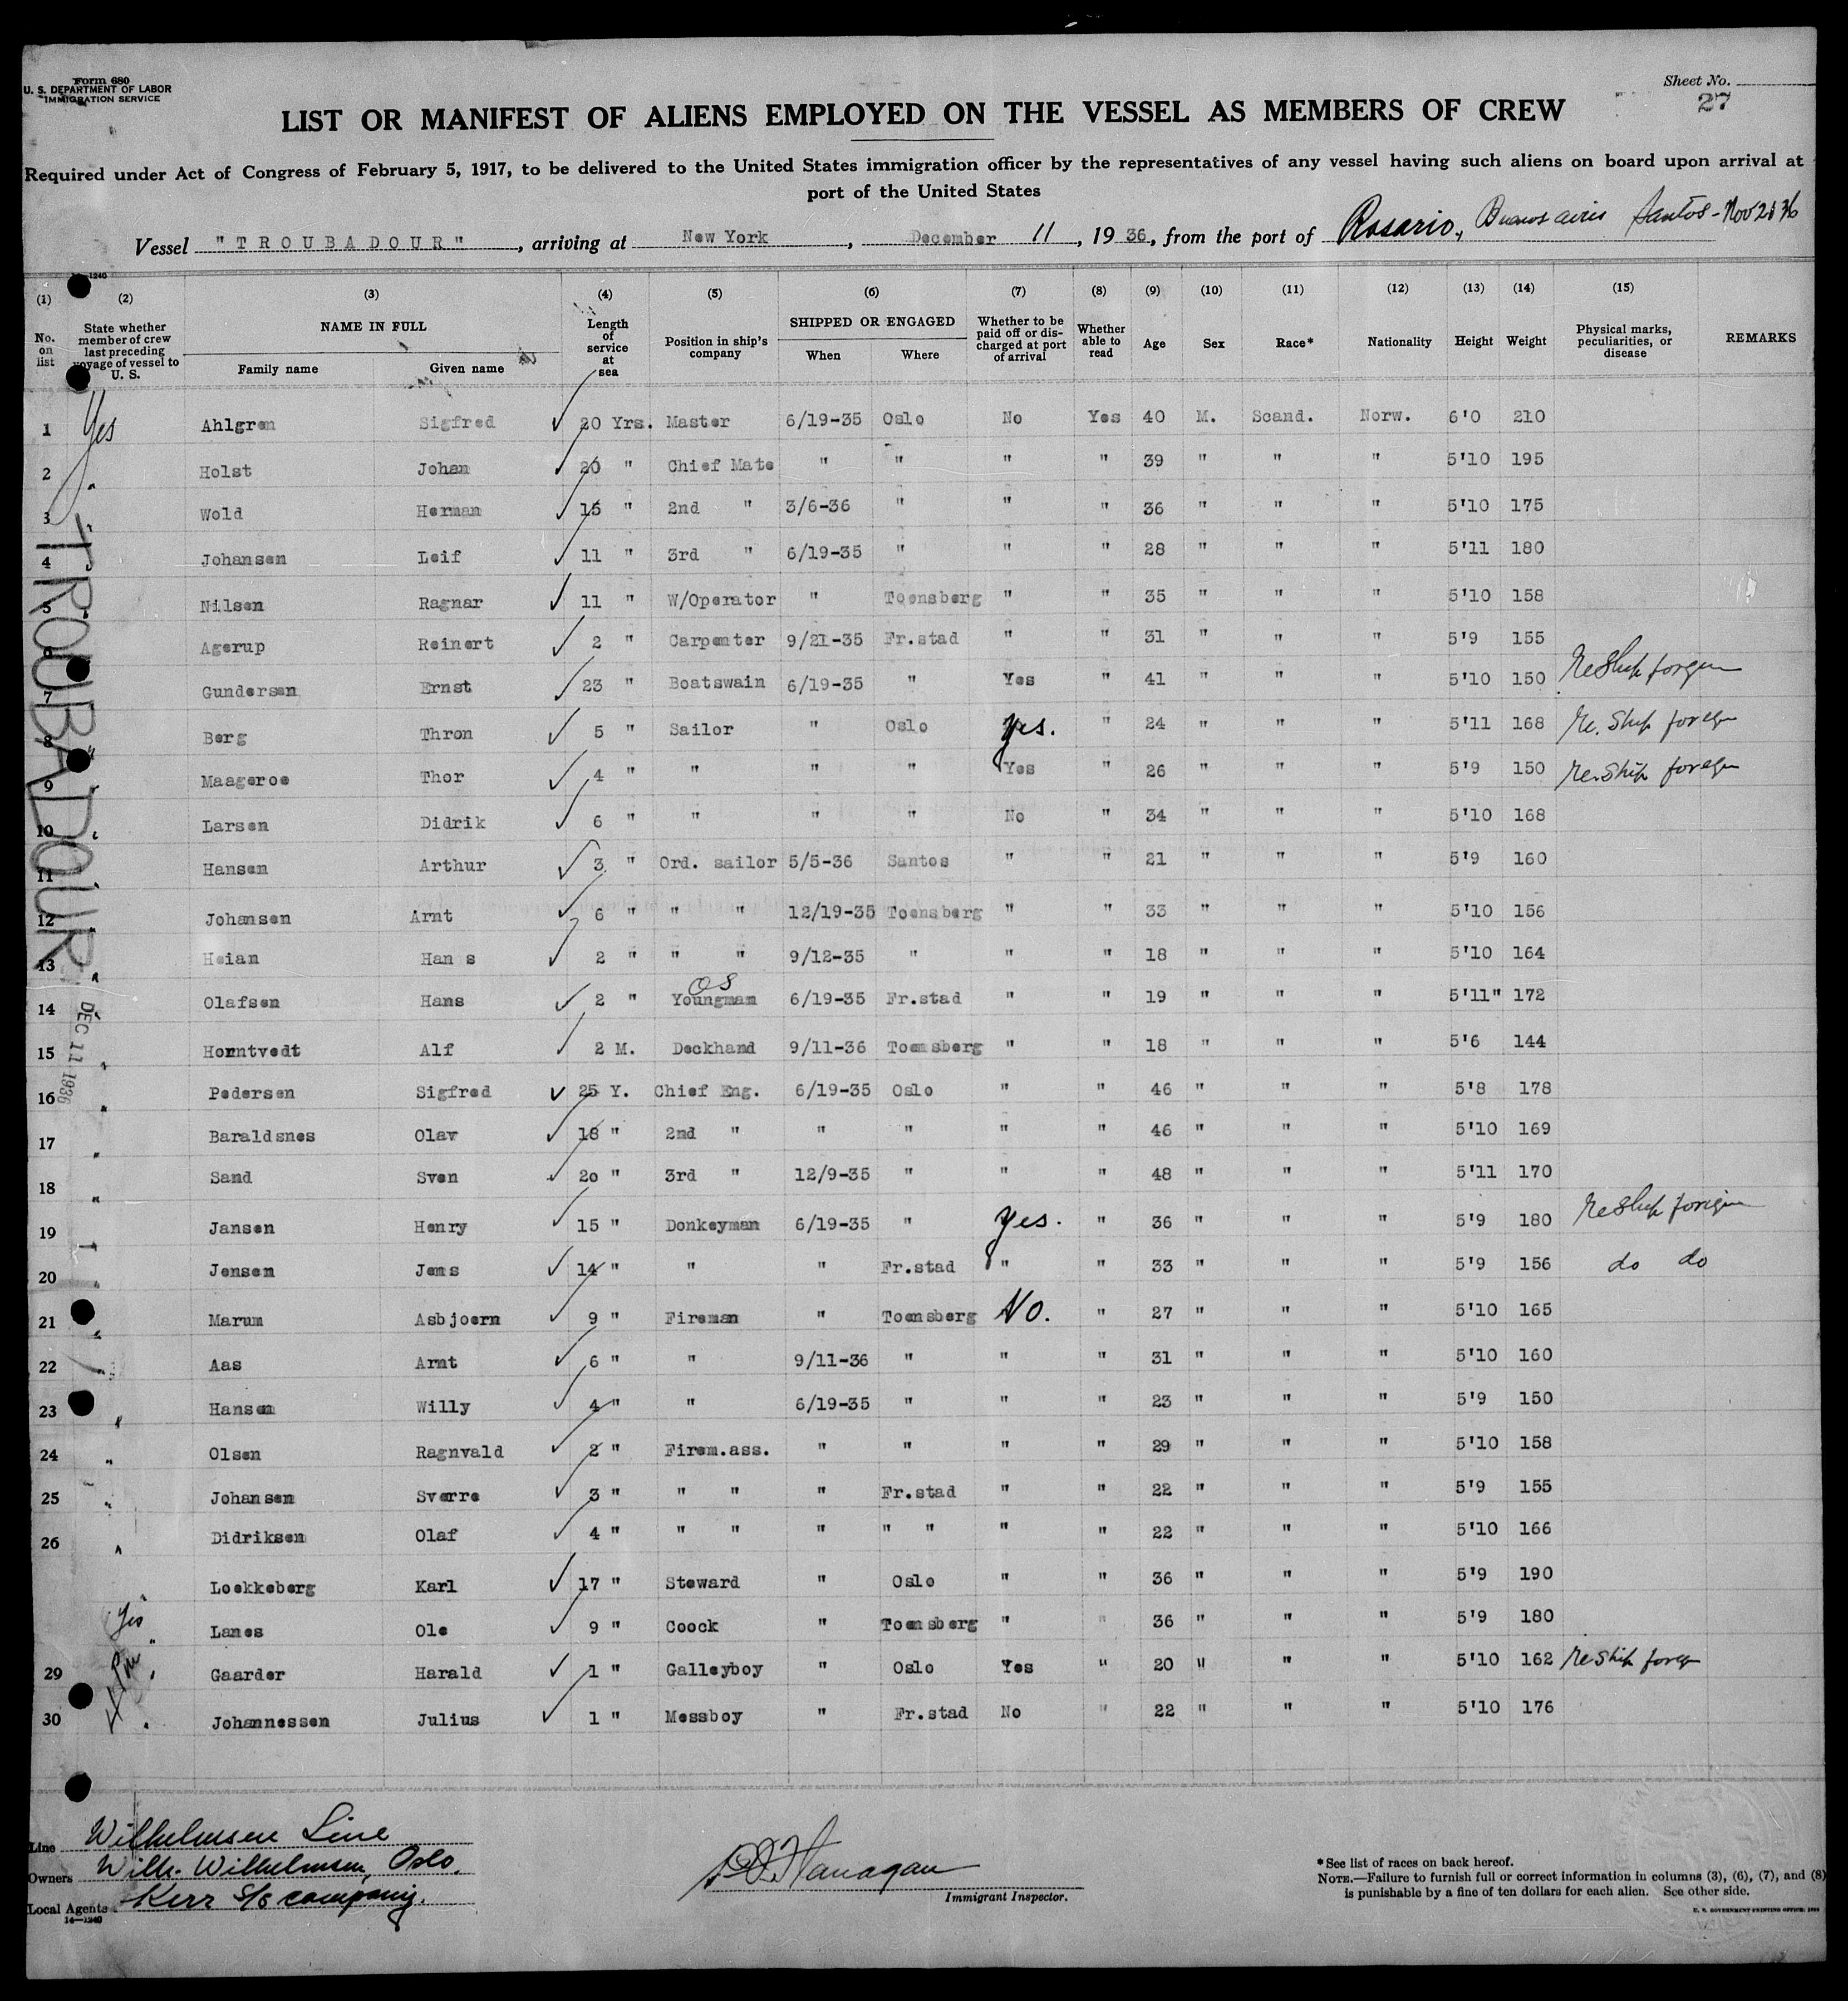 Form 680
U. S. DEPARTMENT OF LABOR
IMMIGRATION SERVICE
Sheet No.
27
LIST OR MANIFEST OF ALIENS EMPLOYED ON THE VESSEL AS MEMBERS OF CREW
Required under Act of Congress of February 5, 1917, to be delivered to the United States immigration officer by the representatives of any vessel having such aliens on board upon arrival at
port of the United States
Vessel "TROUBADOUR", arriving at New York, December 11, 1936, from the port of Rosario, Buenos Aires Santos - Nov 21 36
(1) (2) (3) (4) (5) (6) (7) (8) (9) (10) (11) (12) (13) (14) (15)
No. on list
State whether member of crew last preceding voyage of vessel to U. S.
NAME IN FULL
Family name Given name
Length of service at sea
Position in ship's company
SHIPPED OR ENGAGED
When Where
Whether to be paid off or discharged at port of arrival
Whether able to read
Age Sex Race* Nationality Height Weight
Physical marks, peculiarities, or disease
REMARKS
1 Yes Ahlgren Sigfred 20 Yrs. Master 6/19-35 Oslo No Yes 40 M. Scand. Norw. 6'0 210
2 " Holst Johan 20 " Chief Mate " " " " 39 " " " 5'10 195
3 " Wold Herman 15 " 2nd " 3/6-36 " " " 36 " " " 5'10 175
4 Johansen Leif 11 " 3rd " 6/19-35 " " " 28 " " " 5'11 180
5 " Nilsen Ragnar 11 " W/Operator " Toensberg " " 35 " " " 5'10 158
6 Agerup Reinert 2 " Carpenter 9/21-35 Fr.stad " " 31 " " " 5'9 155
7 Gundersen Ernst 23 " Boatswain 6/19-35 " Yes " 41 " " " 5'10 150 Reship foreign
8 " Berg Thron 5 " Sailor " Oslo Yes. " 24 " " " 5'11 168 Re. Ship foreign
9 " Maageroe Thor 4 " " " " Yes " 26 " " " 5'9 150 Re.Ship foreign
10 " Larsen Didrik 6 " " " " No " 34 " " " 5'10 168
11 Hansen Arthur 3 " Ord. sailor 5/5-36 Santos " " 21 " " " 5'9 160
12 " Johansen Arnt 6 " " " 12/19-35 Toensberg " " 33 " " " 5'10 156
13 " Heian Hans 2 " " " 9/12-35 " " " 18 " " " 5'10 164
OS
14 " Olafsen Hans 2 " Youngman 6/19-35 Fr.stad " " 19 " " " 5'11" 172
15 " Horntvedt Alf 2 M. Deckhand 9/11-36 Toensberg " " 18 " " " 5'6 144
16 " Pedersen Sigfred 25 Y. Chief Eng. 6/19-35 Oslo " " 46 " " " 5'8 178
17 " Baraldsnes Olav 18 " 2nd " " " " " 46 " " " 5'10 169
18 " Sand Sven 20 " 3rd " 12/9-35 " " " 48 " " " 5'11 170
19 Jansen Henry 15 " Donkeyman 6/19-35 " Yes. " 36 " " " 5'9 180 Reship foreign
20 " Jensen Jens 14 " " " Fr.stad " " 33 " " " 5'9 156 do do
21 " Marum Asbjoern 9 " Fireman " Toensberg No. " 27 " " " 5'10 165
22 Aas Arnt 6 " " 9/11-36 " " " 31 " " " 5'10 160
23 " Hansen Willy 4 " " 6/19-35 " " " 23 " " " 5'9 150
24 " Olsen Ragnvald 2 " Firem.ass. " " " " 29 " " " 5'10 158
25 " Johansen Sverre 3 " " " " Fr.stad " " 22 " " " 5'9 155
26 " Didriksen Olaf 4 " " " " " " " " 22 " " " 5'10 166
" Loekkeberg Karl 17 " Steward " Oslo " " 36 " " " 5'9 190
Yes " Lanes Ole 9 " Coock " Toensberg " " 36 " " " 5'9 180
29 " Gaarder Harald 1 " Galleyboy " Oslo Yes " 20 " " " 5'10 162 Reship foreg
30 " Johannessen Julius 1 " Messboy " Fr.stad No " 22 " " " 5'10 176
TROUBADOUR
DEC 11 1936
Line Wilhelmsen Line
Owners Wilh. Wilhelmsen, Oslo.
Local Agents Kerr S/S company.
14-1240
Flanagan
Immigrant Inspector.
*See list of races on back hereof.
NOTE.—Failure to furnish full or correct information in columns (3), (6), (7), and (8)
is punishable by a fine of ten dollars for each alien. See other side.
U. S. GOVERNMENT PRINTING OFFICE: